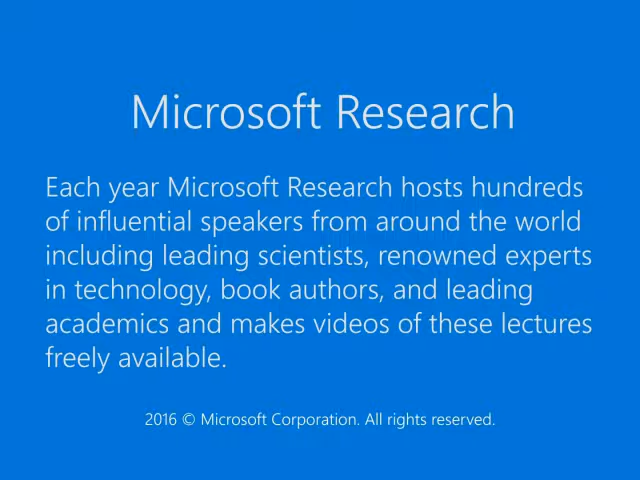 Microsoft Research
Each year Microsoft Research hosts hundreds
of influential speakers from around the world
including leading scientists, renowned experts
in technology, book authors, and leading
academics and makes videos of these lectures
freely available.
2016 © Microsoft Corporation. All rights reserved.